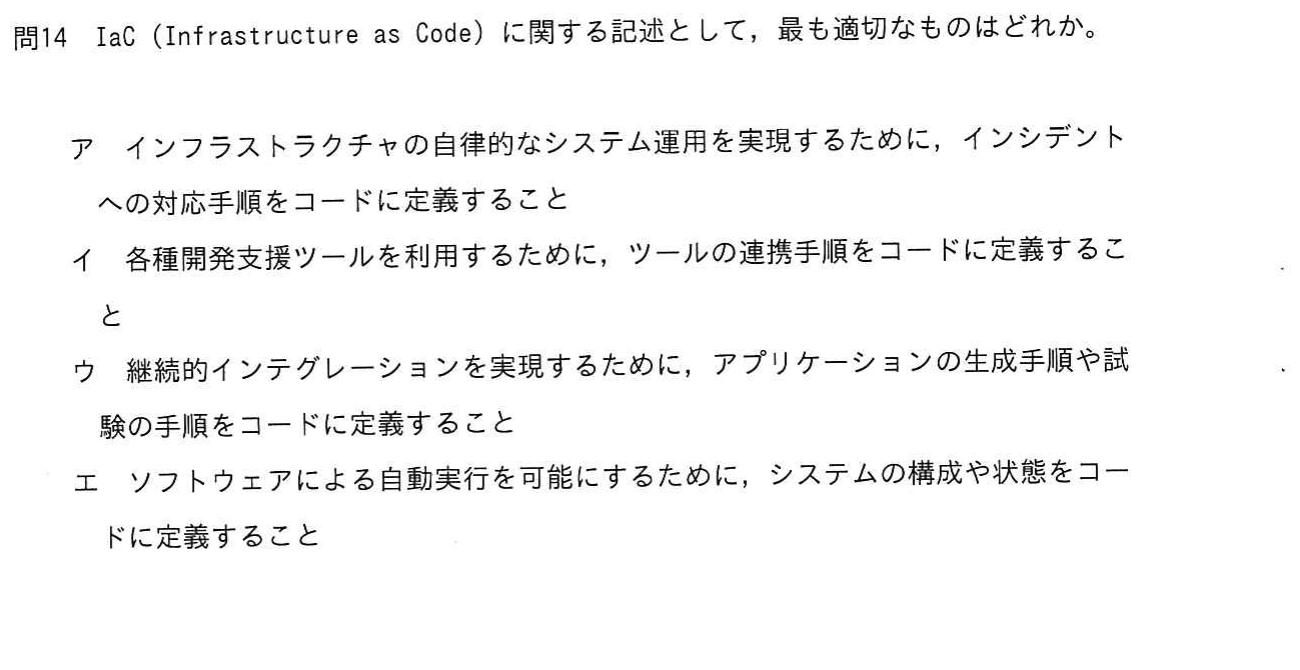 問14　IaC (Infrastructure as Code) に関する記述として，最も適切なものはどれか。
ア　インフラストラクチャの自律的なシステム運用を実現するために，インシデント
への対応手順をコードに定義すること
イ　各種開発支援ツールを利用するために，ツールの連携手順をコードに定義するこ
と
ウ　継続的インテグレーションを実現するために，アプリケーションの生成手順や試
験の手順をコードに定義すること
エ　ソフトウェアによる自動実行を可能にするために，システムの構成や状態をコー
ドに定義すること